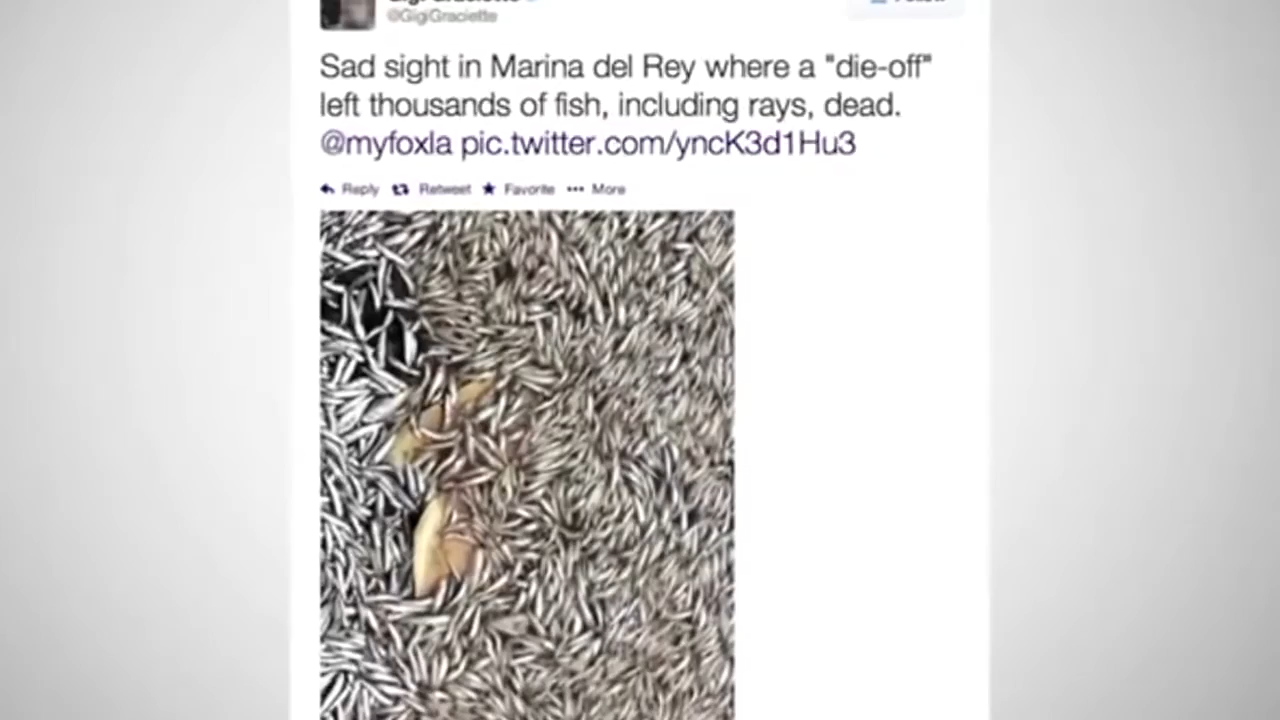 @GigiGraciette
Sad sight in Marina del Rey where a "die-off"
left thousands of fish, including rays, dead.
@myfoxla pic.twitter.com/yncK3d1Hu3
Reply Retweet Favorite More